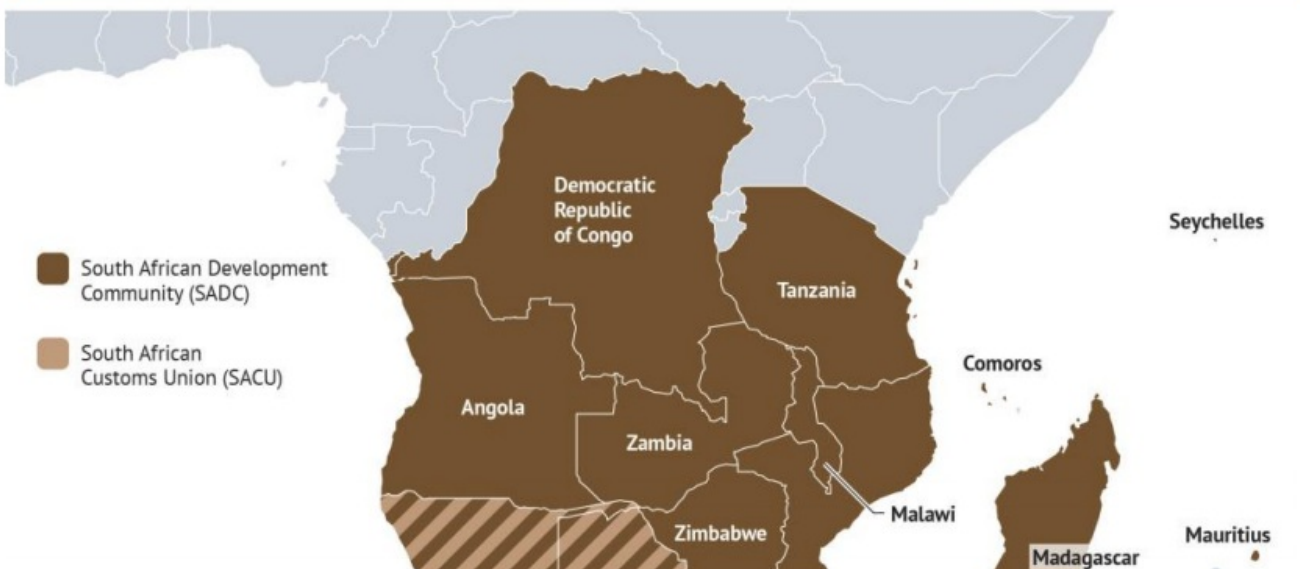 Democratic
Republic
of Congo
Seychelles
South African Development
Community (SADC)
Tanzania
South African
Customs Union (SACU)
Comoros
Angola
Zambia
Malawi
Zimbabwe
Mauritius
Madagascar